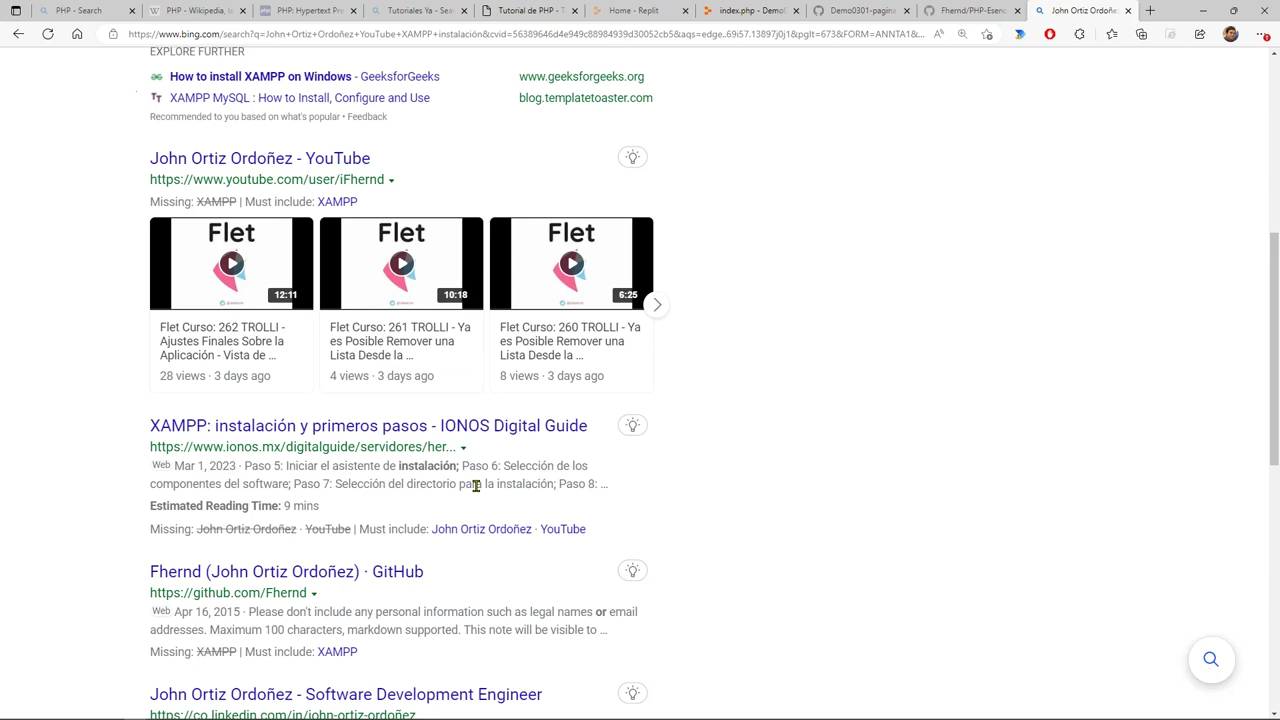 PHP - Search
PHP - Wikipedia, la
PHP: Hypertext Pre
Tutoriales Ya - Sea
Tutorial de PHP - T
Home - Replit
index.php - Demo
Demo0301-pagina
Fhernd/PHP-Esen
John Ortiz Ordoñe
https://www.bing.com/search?q=John+Ortiz+Ordoñez+YouTube+XAMPP+instalación&cvid=56389646d4e949c88984939d30052cb5&aqs=edge..69i57.13897j0j1&pglt=673&FORM=ANNTA1&...
EXPLORE FURTHER
How to install XAMPP on Windows - GeeksforGeeks
www.geeksforgeeks.org
XAMPP MySQL : How to Install, Configure and Use
blog.templatetoaster.com
Recommended to you based on what's popular • Feedback
John Ortiz Ordoñez - YouTube
https://www.youtube.com/user/iFhernd
Missing: XAMPP | Must include: XAMPP
Flet
12:11
Flet
10:18
Flet
6:25
Flet Curso: 262 TROLLI -
Ajustes Finales Sobre la
Aplicación - Vista de ...
28 views · 3 days ago
Flet Curso: 261 TROLLI - Ya
es Posible Remover una
Lista Desde la ...
4 views · 3 days ago
Flet Curso: 260 TROLLI - Ya
es Posible Remover una
Lista Desde la ...
8 views · 3 days ago
XAMPP: instalación y primeros pasos - IONOS Digital Guide
https://www.ionos.mx/digitalguide/servidores/her...
Web Mar 1, 2023 · Paso 5: Iniciar el asistente de instalación; Paso 6: Selección de los
componentes del software; Paso 7: Selección del directorio para la instalación; Paso 8: ...
Estimated Reading Time: 9 mins
Missing: John Ortiz Ordoñez · YouTube | Must include: John Ortiz Ordoñez · YouTube
Fhernd (John Ortiz Ordoñez) · GitHub
https://github.com/Fhernd
Web Apr 16, 2015 · Please don't include any personal information such as legal names or email
addresses. Maximum 100 characters, markdown supported. This note will be visible to ...
Missing: XAMPP | Must include: XAMPP
John Ortiz Ordoñez - Software Development Engineer
https://co.linkedin.com/in/john-ortiz-ordoñez